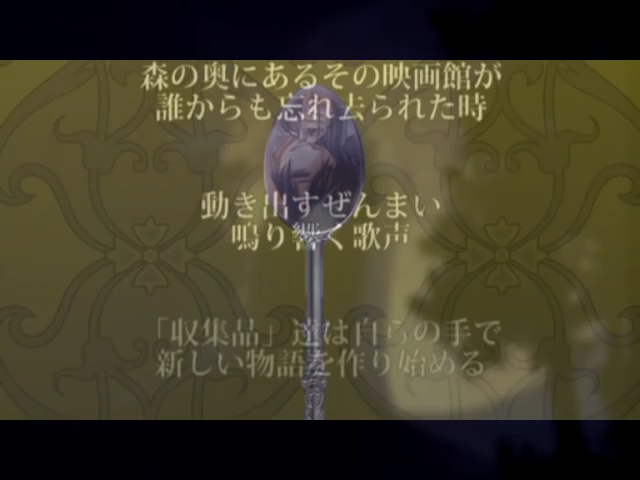 森の奥にあるその映画館が
誰からも忘れ去られた時
動き出すぜんまい
鳴り響く歌声
「収集品」達は自らの手で
新しい物語を作り始める